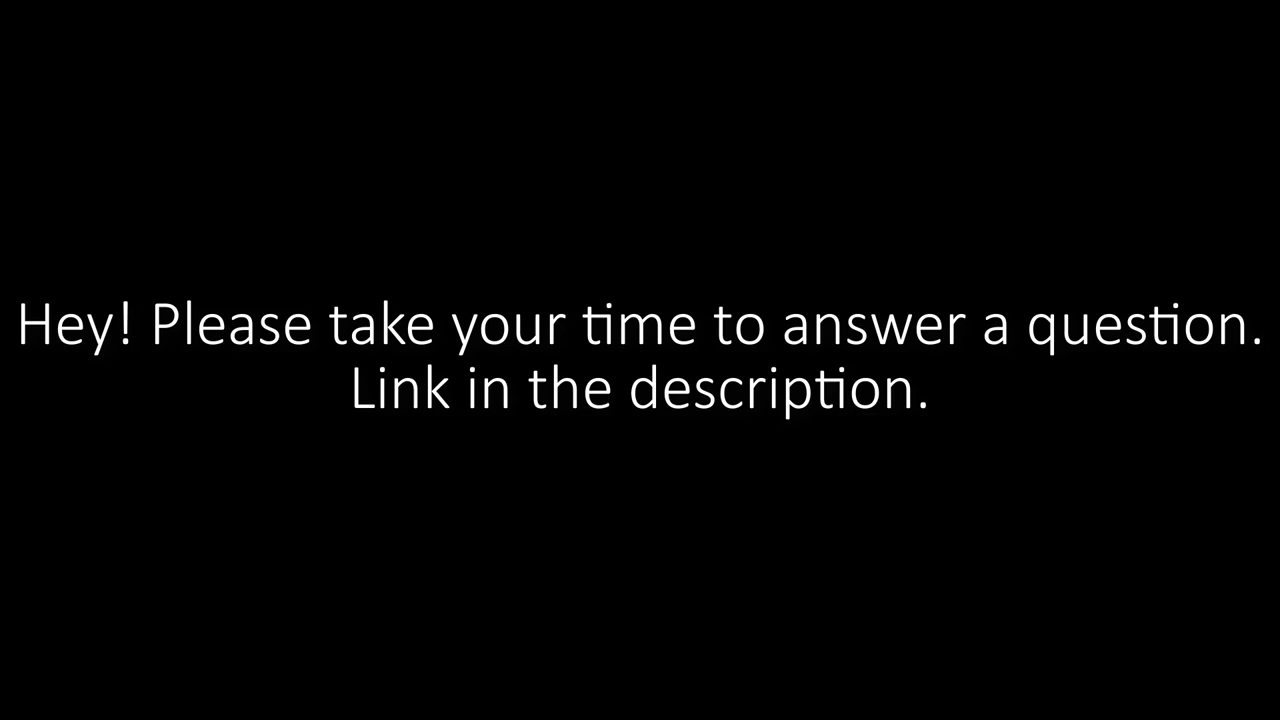 Hey! Please take your time to answer a question.
Link in the description.